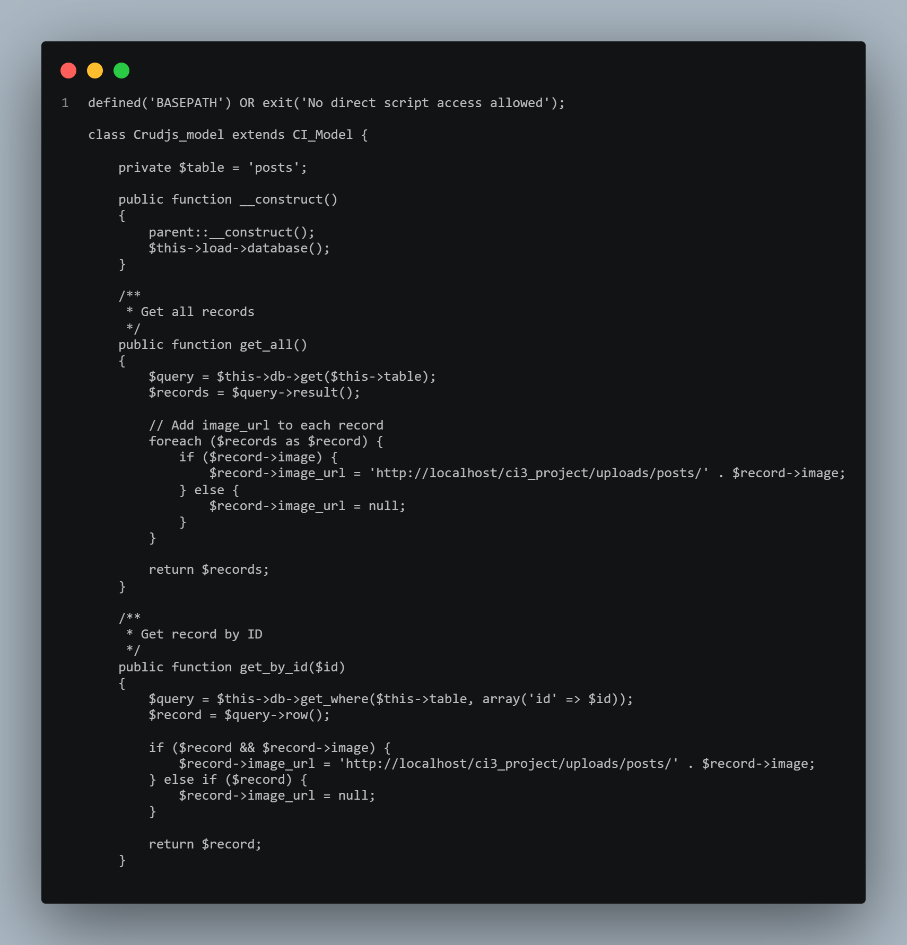 1 defined('BASEPATH') OR exit('No direct script access allowed');
class Crudjs_model extends CI_Model {
private $table = 'posts';
public function __construct()
{
parent::__construct();
$this->load->database();
}
/**
* Get all records
*/
public function get_all()
{
$query = $this->db->get($this->table);
$records = $query->result();
// Add image_url to each record
foreach ($records as $record) {
if ($record->image) {
$record->image_url = 'http://localhost/ci3_project/uploads/posts/' . $record->image;
} else {
$record->image_url = null;
}
}
return $records;
}
/**
* Get record by ID
*/
public function get_by_id($id)
{
$query = $this->db->get_where($this->table, array('id' => $id));
$record = $query->row();
if ($record && $record->image) {
$record->image_url = 'http://localhost/ci3_project/uploads/posts/' . $record->image;
} else if ($record) {
$record->image_url = null;
}
return $record;
}